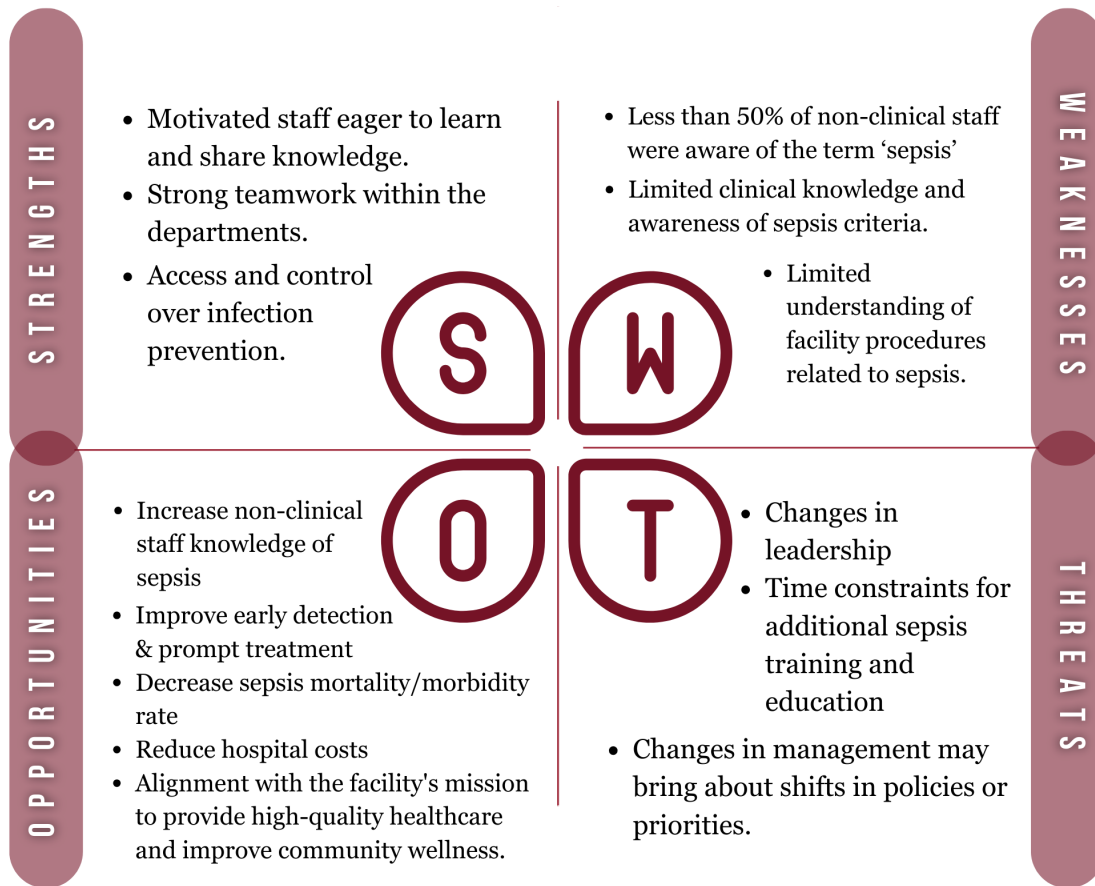 STRENGTHS
• Motivated staff eager to learn
and share knowledge.
• Strong teamwork within the
departments.
• Access and control
over infection
prevention.
S
WEAKNESSES
• Less than 50% of non-clinical staff
were aware of the term ‘sepsis’
• Limited clinical knowledge and
awareness of sepsis criteria.
• Limited
understanding of
facility procedures
related to sepsis.
W
OPPORTUNITIES
• Increase non-clinical
staff knowledge of
sepsis
• Improve early detection
& prompt treatment
• Decrease sepsis mortality/morbidity
rate
• Reduce hospital costs
• Alignment with the facility's mission
to provide high-quality healthcare
and improve community wellness.
O
THREATS
• Changes in
leadership
• Time constraints for
additional sepsis
training and
education
• Changes in management may
bring about shifts in policies or
priorities.
T